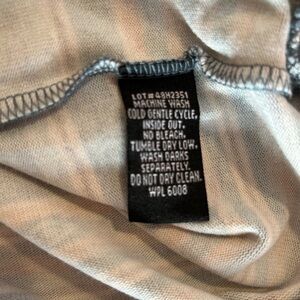 LOT# 48H2351
MACHINE WASH
COLD GENTLE CYCLE.
INSIDE OUT.
NO BLEACH.
TUMBLE DRY LOW.
WASH DARKS
SEPARATELY.
DO NOT DRY CLEAN.
WPL 6008